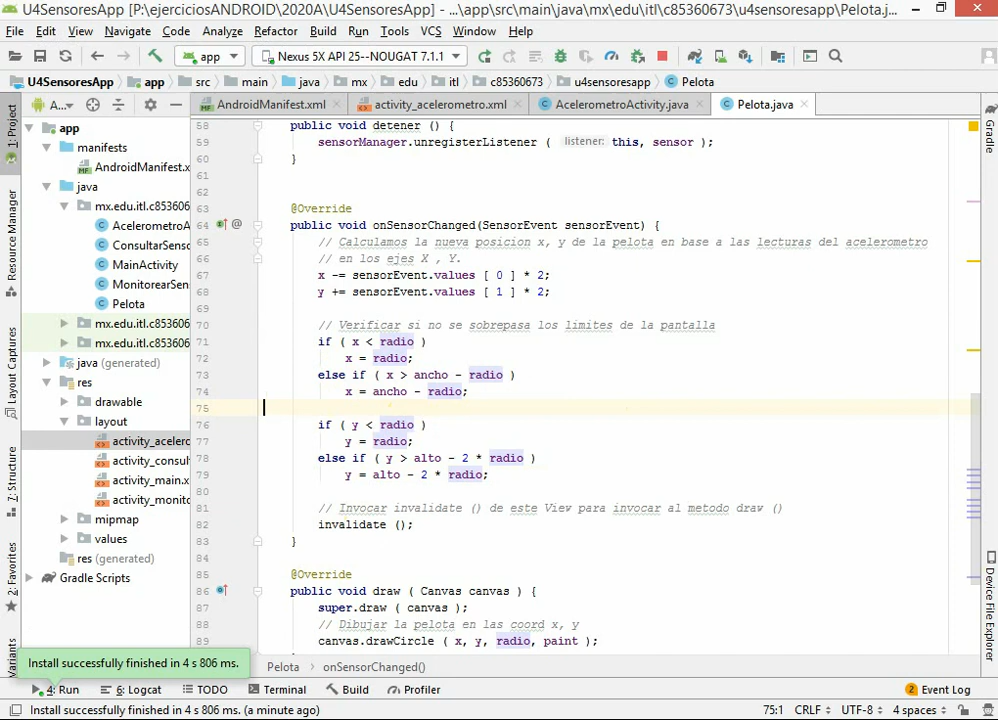 U4SensoresApp [P:\ejerciciosANDROID\2020A\U4SensoresApp] - ...\app\src\main\java\mx\edu\itl\c85360673\u4sensoresapp\Pelota.j...
File Edit View Navigate Code Analyze Refactor Build Run Tools VCS Window Help
app Nexus 5X API 25--NOUGAT 7.1.1
U4SensoresApp app src main java mx edu itl c85360673 u4sensoresapp Pelota
1: Project
Resource Manager
Layout Captures
7: Structure
2: Favorites
Variants
A...
app
manifests
AndroidManifest.x
java
mx.edu.itl.c853606
AcelerometroA
ConsultarSenso
MainActivity
MonitorearSen
Pelota
mx.edu.itl.c853606
mx.edu.itl.c853606
java (generated)
res
drawable
layout
activity_acelero
activity_consul
activity_main.x
activity_monito
mipmap
values
res (generated)
Gradle Scripts
AndroidManifest.xml activity_acelerometro.xml AcelerometroActivity.java Pelota.java
58 public void detener () {
59 sensorManager.unregisterListener ( listener: this, sensor );
60 }
61
62
63 @Override
64 public void onSensorChanged(SensorEvent sensorEvent) {
65 // Calculamos la nueva posicion x, y de la pelota en base a las lecturas del acelerometro
66 // en los ejes X , Y.
67 x -= sensorEvent.values [ 0 ] * 2;
68 y += sensorEvent.values [ 1 ] * 2;
69
70 // Verificar si no se sobrepasa los limites de la pantalla
71 if ( x < radio )
72 x = radio;
73 else if ( x > ancho - radio )
74 x = ancho - radio;
75
76 if ( y < radio )
77 y = radio;
78 else if ( y > alto - 2 * radio )
79 y = alto - 2 * radio;
80
81 // Invocar invalidate () de este View para invocar al metodo draw ()
82 invalidate ();
83 }
84
85 @Override
86 public void draw ( Canvas canvas ) {
87 super.draw ( canvas );
88 // Dibujar la pelota en las coord x, y
89 canvas.drawCircle ( x, y, radio, paint );
Gradle
Device File Explorer
Install successfully finished in 4 s 806 ms.
Pelota onSensorChanged()
4: Run 6: Logcat TODO Terminal Build Profiler 2 Event Log
Install successfully finished in 4 s 806 ms. (a minute ago) 75:1 CRLF UTF-8 4 spaces